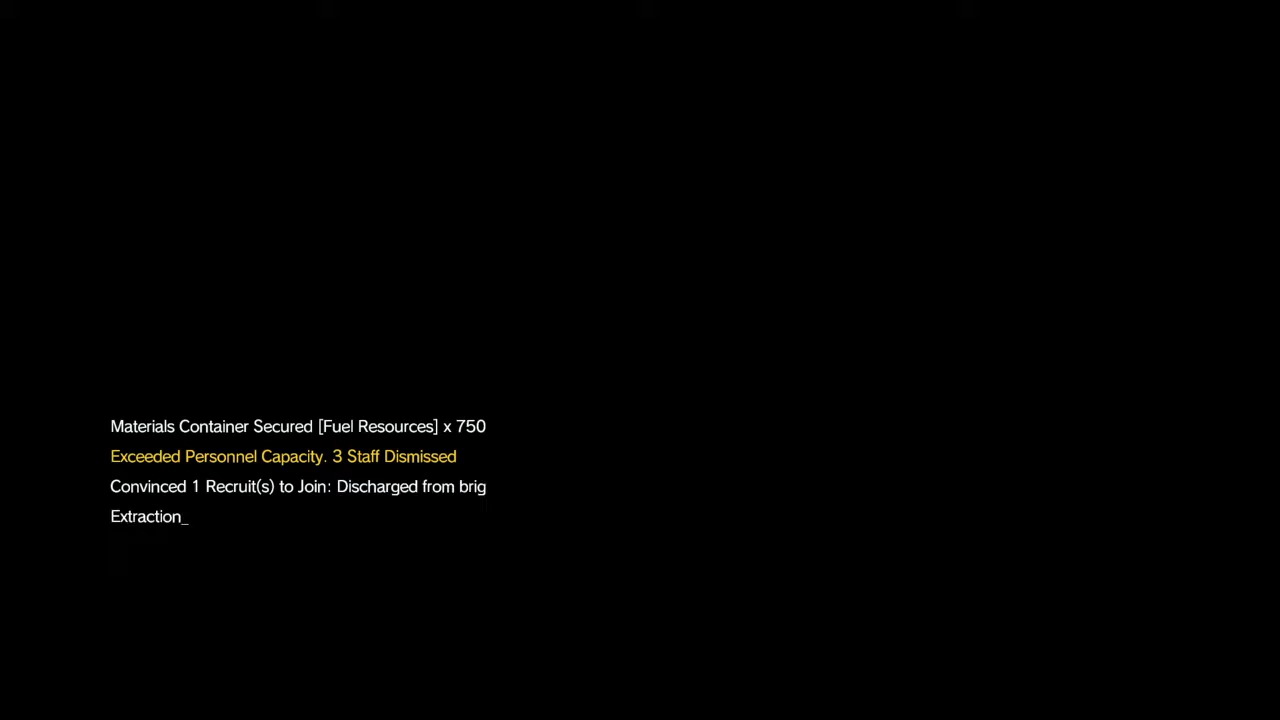 Materials Container Secured [Fuel Resources] x 750
Exceeded Personnel Capacity. 3 Staff Dismissed
Convinced 1 Recruit(s) to Join: Discharged from brig
Extraction_